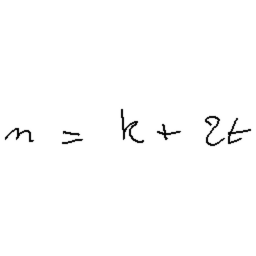 n = k + 2t